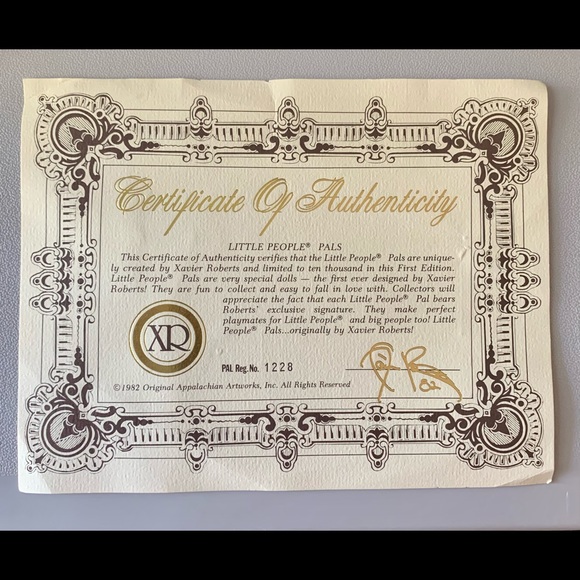 Certificate Of Authenticity
LITTLE PEOPLE® PALS
This Certificate of Authenticity verifies that the Little People® Pals are unique-
ly created by Xavier Roberts and limited to ten thousand in this First Edition.
Little People® Pals are very special dolls — the first ever designed by Xavier
Roberts! They are fun to collect and easy to fall in love with. Collectors will
appreciate the fact that each Little People® Pal bears
Roberts' exclusive signature. They make perfect
playmates for Little People® and big people too! Little
People® Pals...originally by Xavier Roberts!
XR
PAL Reg. No. 1228
82
©1982 Original Appalachian Artworks, Inc. All Rights Reserved